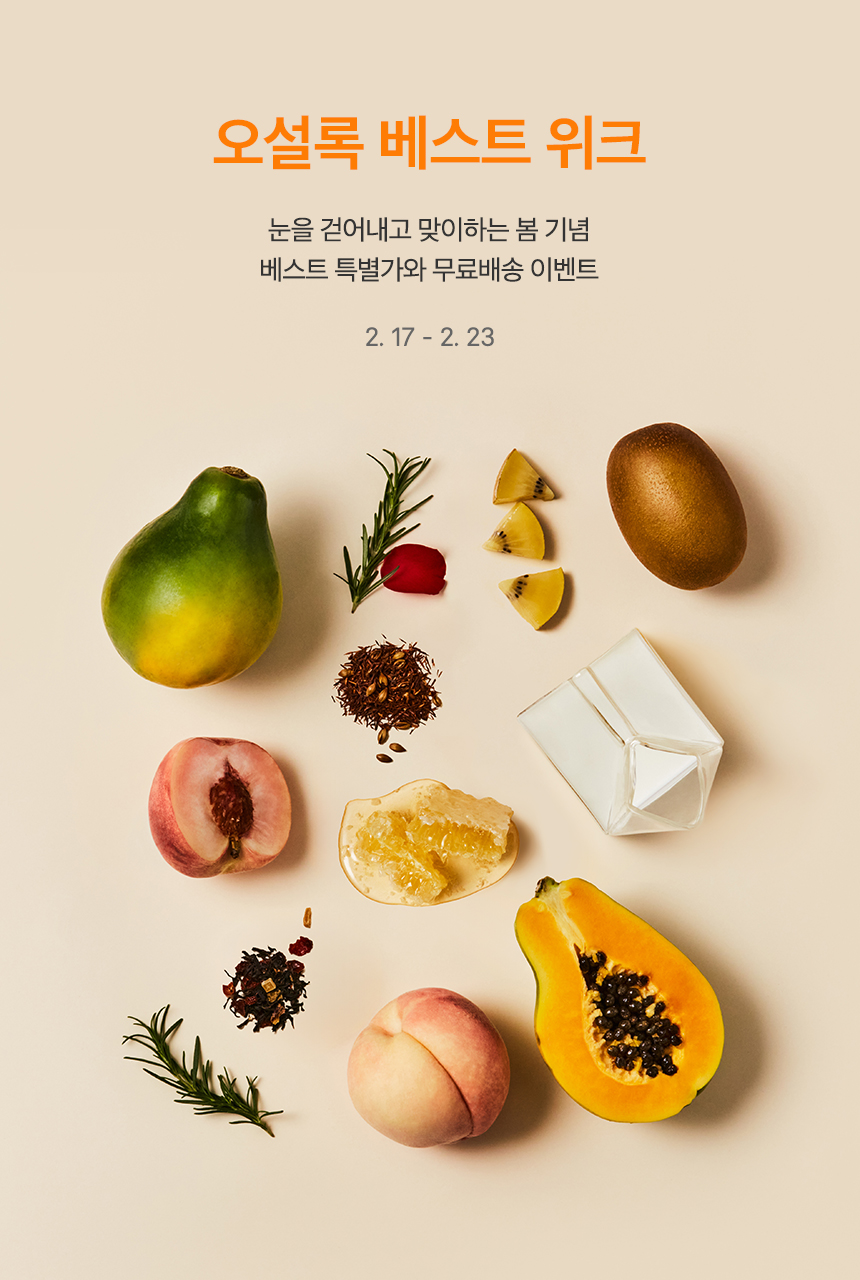 오설록 베스트 위크
눈을 걷어내고 맞이하는 봄 기념
베스트 특별가와 무료배송 이벤트
2. 17 - 2. 23